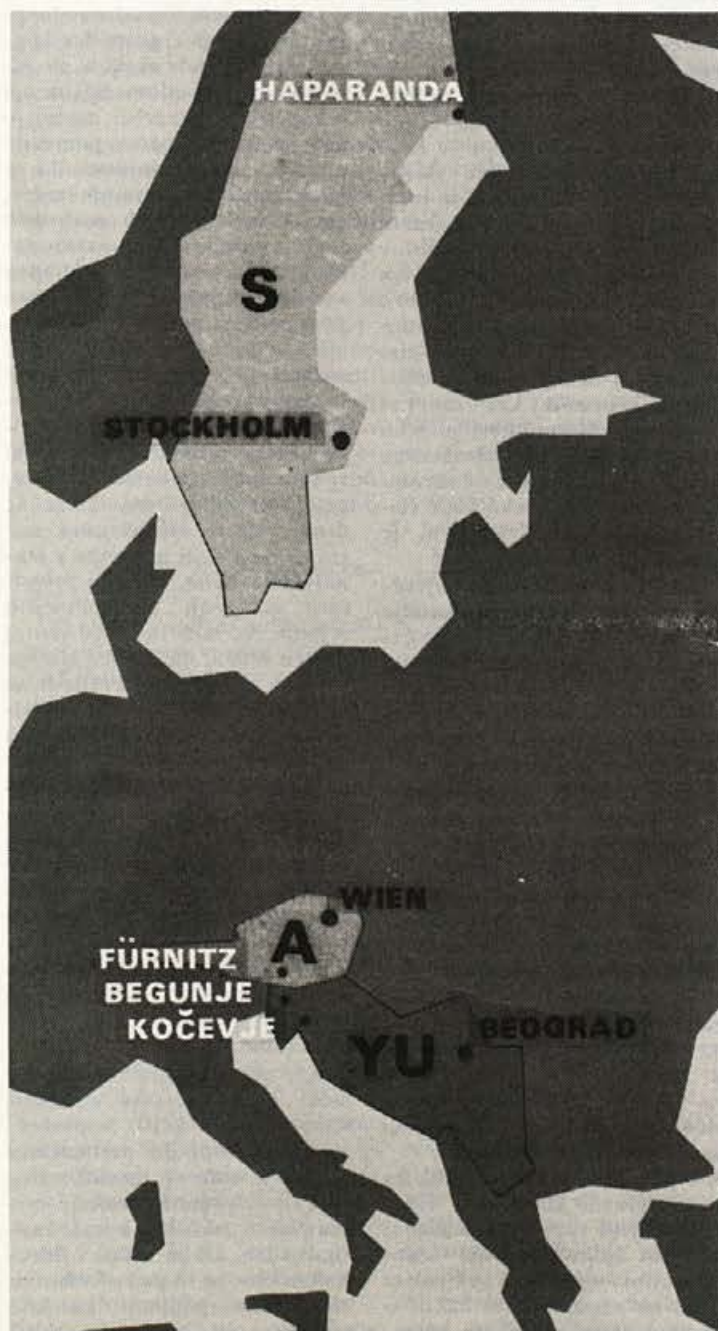 HAPARANDA
S
STOCKHOLM
WIEN
A
FÜRNITZ
BEGUNJE
KOČEVJE
YU
BEOGRAD